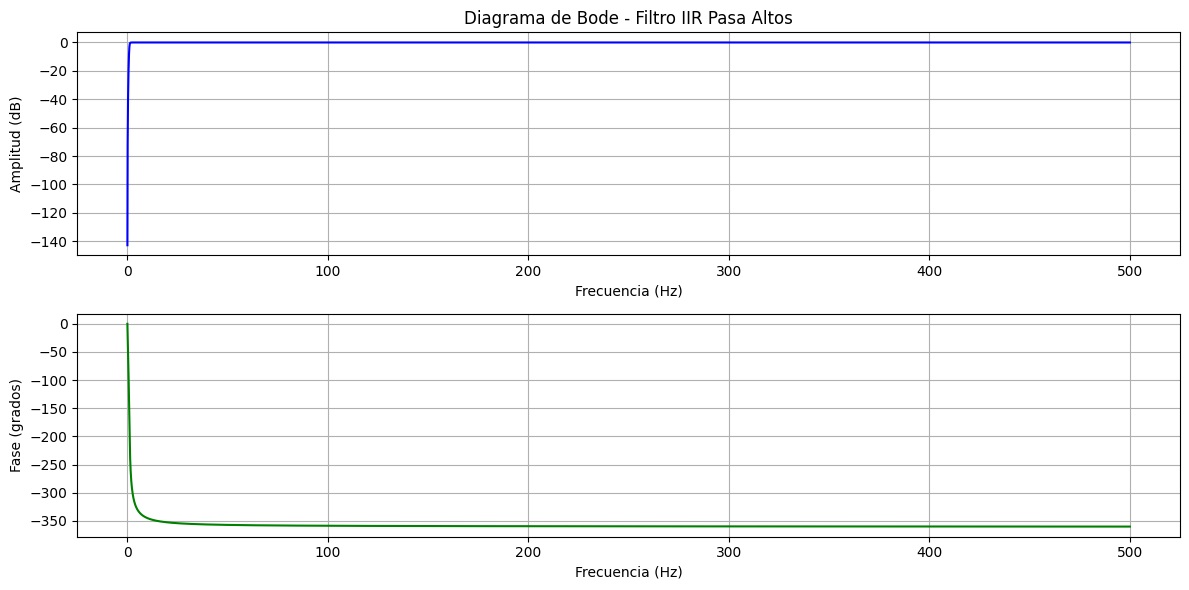 Diagrama de Bode - Filtro IIR Pasa Altos
0
−20
−40
−60
−80
−100
−120
−140
Amplitud (dB)
0 100 200 300 400 500
Frecuencia (Hz)
0
−50
−100
−150
−200
−250
−300
−350
Fase (grados)
0 100 200 300 400 500
Frecuencia (Hz)